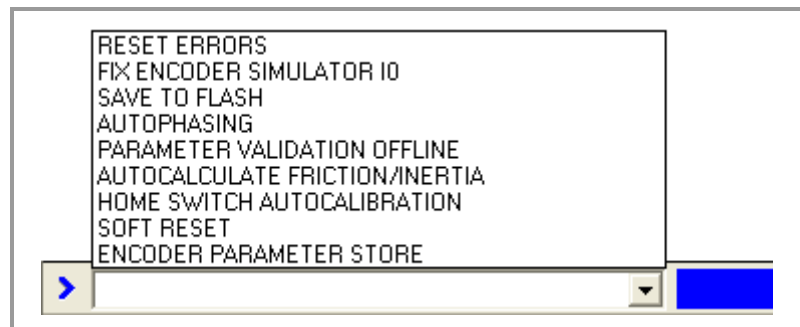 RESET ERRORS
FIX ENCODER SIMULATOR I0
SAVE TO FLASH
AUTOPHASING
PARAMETER VALIDATION OFFLINE
AUTOCALCULATE FRICTION/INERTIA
HOME SWITCH AUTOCALIBRATION
SOFT RESET
ENCODER PARAMETER STORE